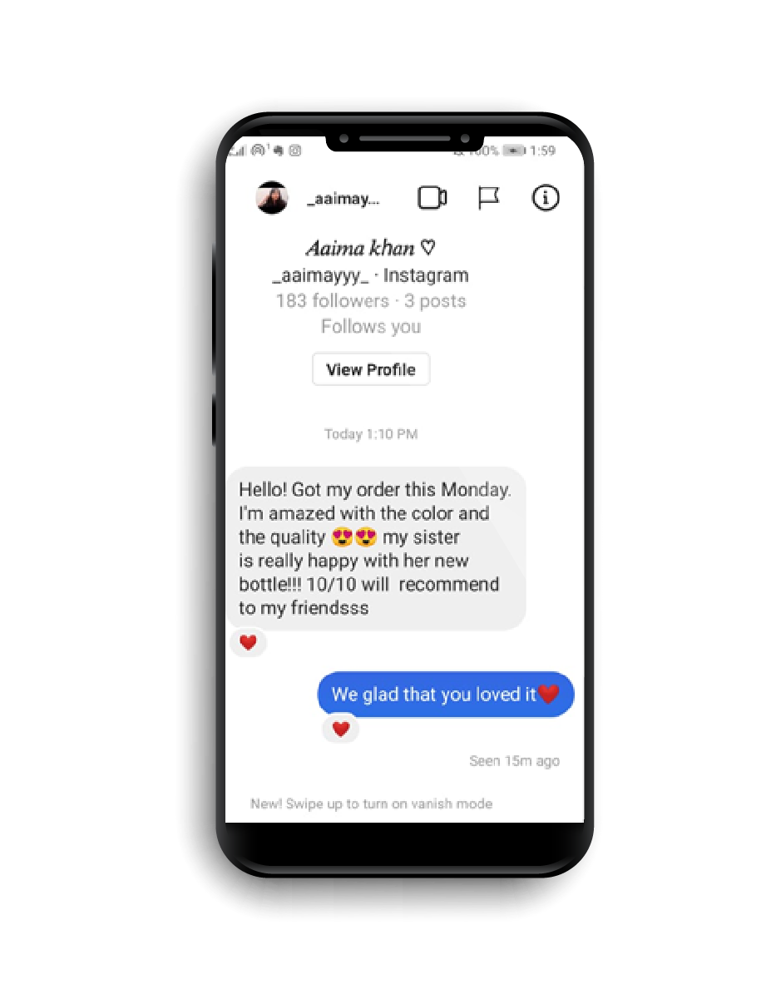 100% 1:59
_aaimay...
Aaima khan ♡
_aaimayyy_ · Instagram
183 followers · 3 posts
Follows you
View Profile
Today 1:10 PM
Hello! Got my order this Monday.
I'm amazed with the color and
the quality 😍😍 my sister
is really happy with her new
bottle!!! 10/10 will  recommend
to my friendsss
❤️
We glad that you loved it❤️
❤️
Seen 15m ago
New! Swipe up to turn on vanish mode